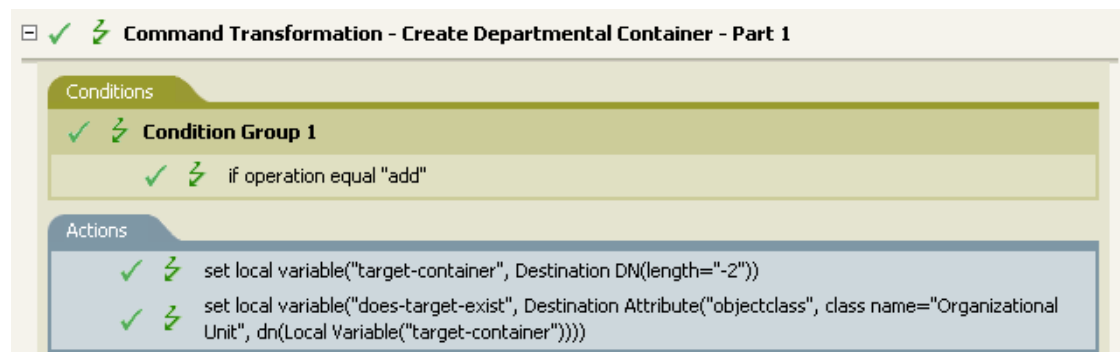 Command Transformation - Create Departmental Container - Part 1
Conditions
Condition Group 1
if operation equal "add"
Actions
set local variable("target-container", Destination DN(length="-2"))
set local variable("does-target-exist", Destination Attribute("objectclass", class name="Organizational
Unit", dn(Local Variable("target-container"))))